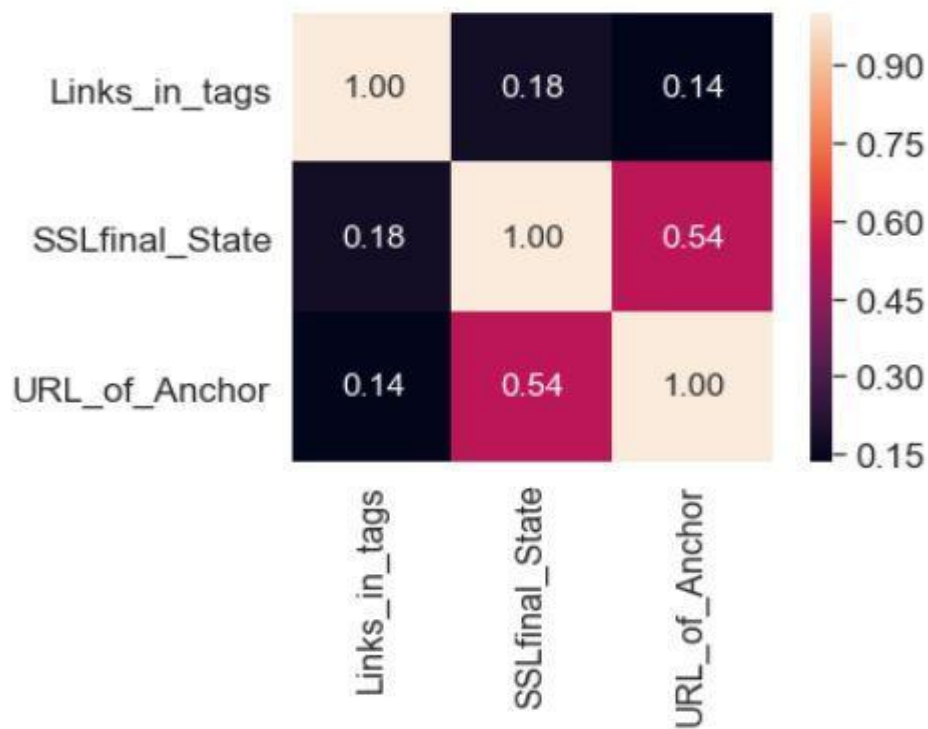 Links_in_tags 1.00 0.18 0.14
SSLfinal_State 0.18 1.00 0.54
URL_of_Anchor 0.14 0.54 1.00
Links_in_tags
SSLfinal_State
URL_of_Anchor
0.90
0.75
0.60
0.45
0.30
0.15